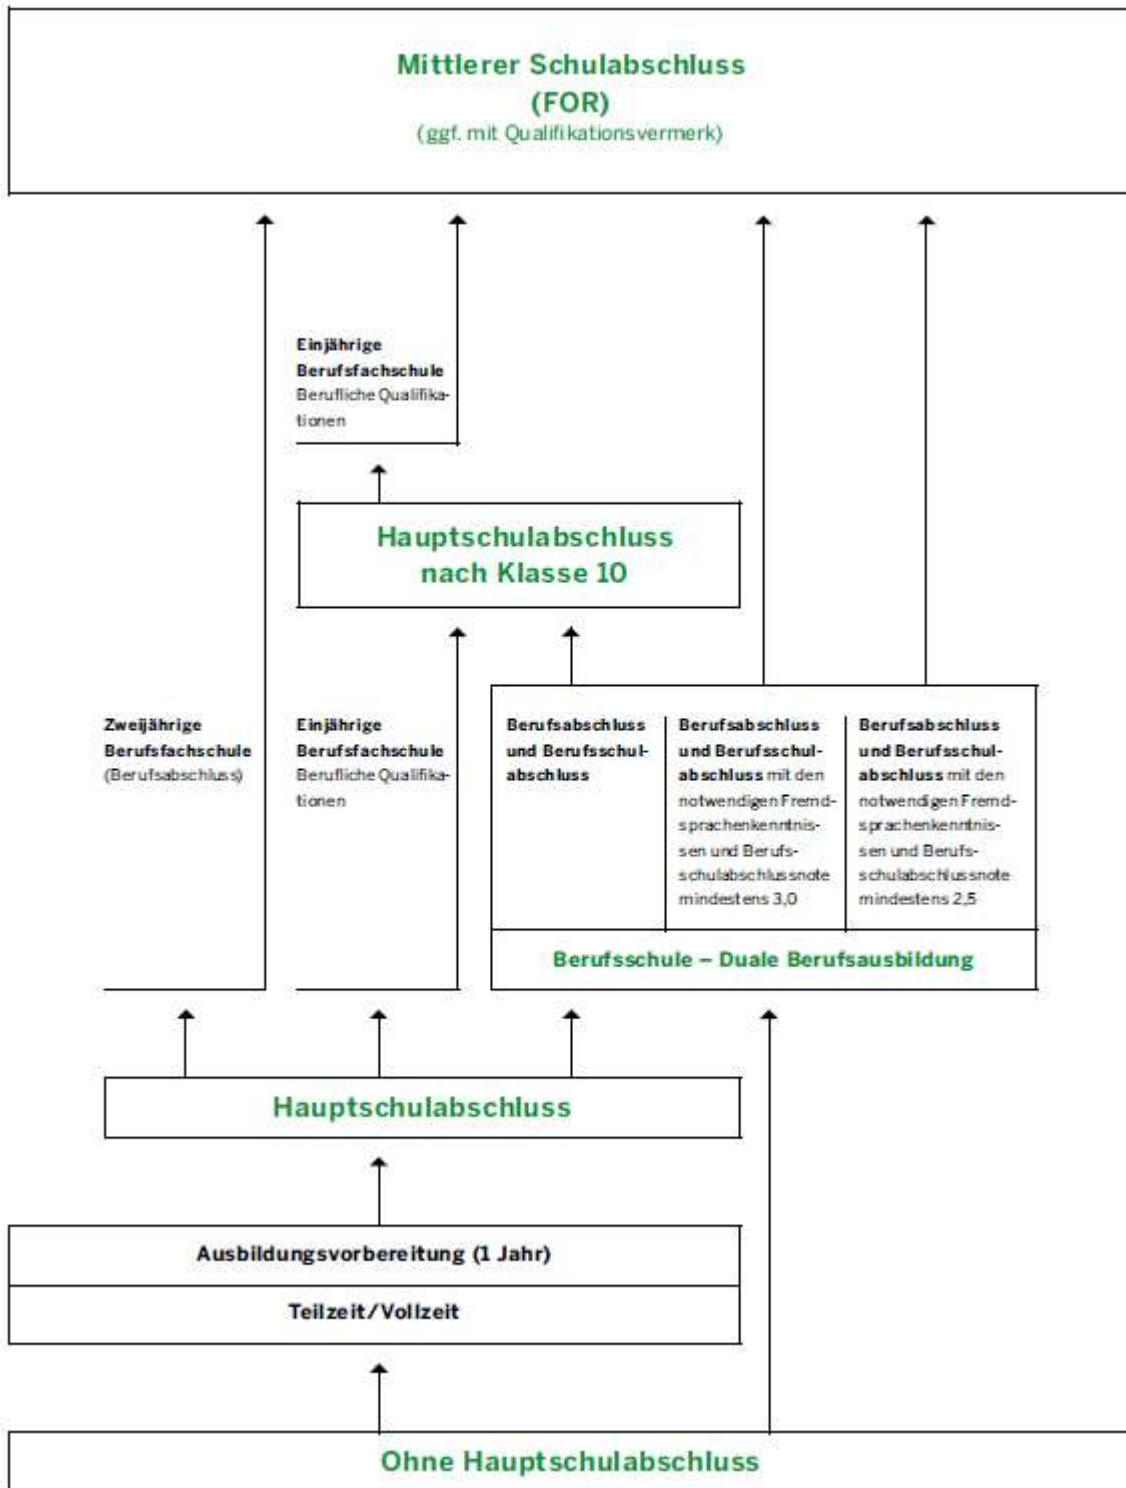 Mittlerer Schulabschluss
(FOR)
(ggf. mit Qualifikationsvermerk)
Einjährige
Berufsfachschule
Berufliche Qualifika-
tionen
Hauptschulabschluss
nach Klasse 10
Zweijährige
Berufsfachschule
(Berufsabschluss)
Einjährige
Berufsfachschule
Berufliche Qualifika-
tionen
Berufsabschluss
und Berufsschul-
abschluss
Berufsabschluss
und Berufsschul-
abschluss mit den
notwendigen Fremd-
sprachenkenntnis-
sen und Berufs-
schulabschlussnote
mindestens 3,0
Berufsabschluss
und Berufsschul-
abschluss mit den
notwendigen Fremd-
sprachenkenntnis-
sen und Berufs-
schulabschlussnote
mindestens 2,5
Berufsschule – Duale Berufsausbildung
Hauptschulabschluss
Ausbildungsvorbereitung (1 Jahr)
Teilzeit/Vollzeit
Ohne Hauptschulabschluss